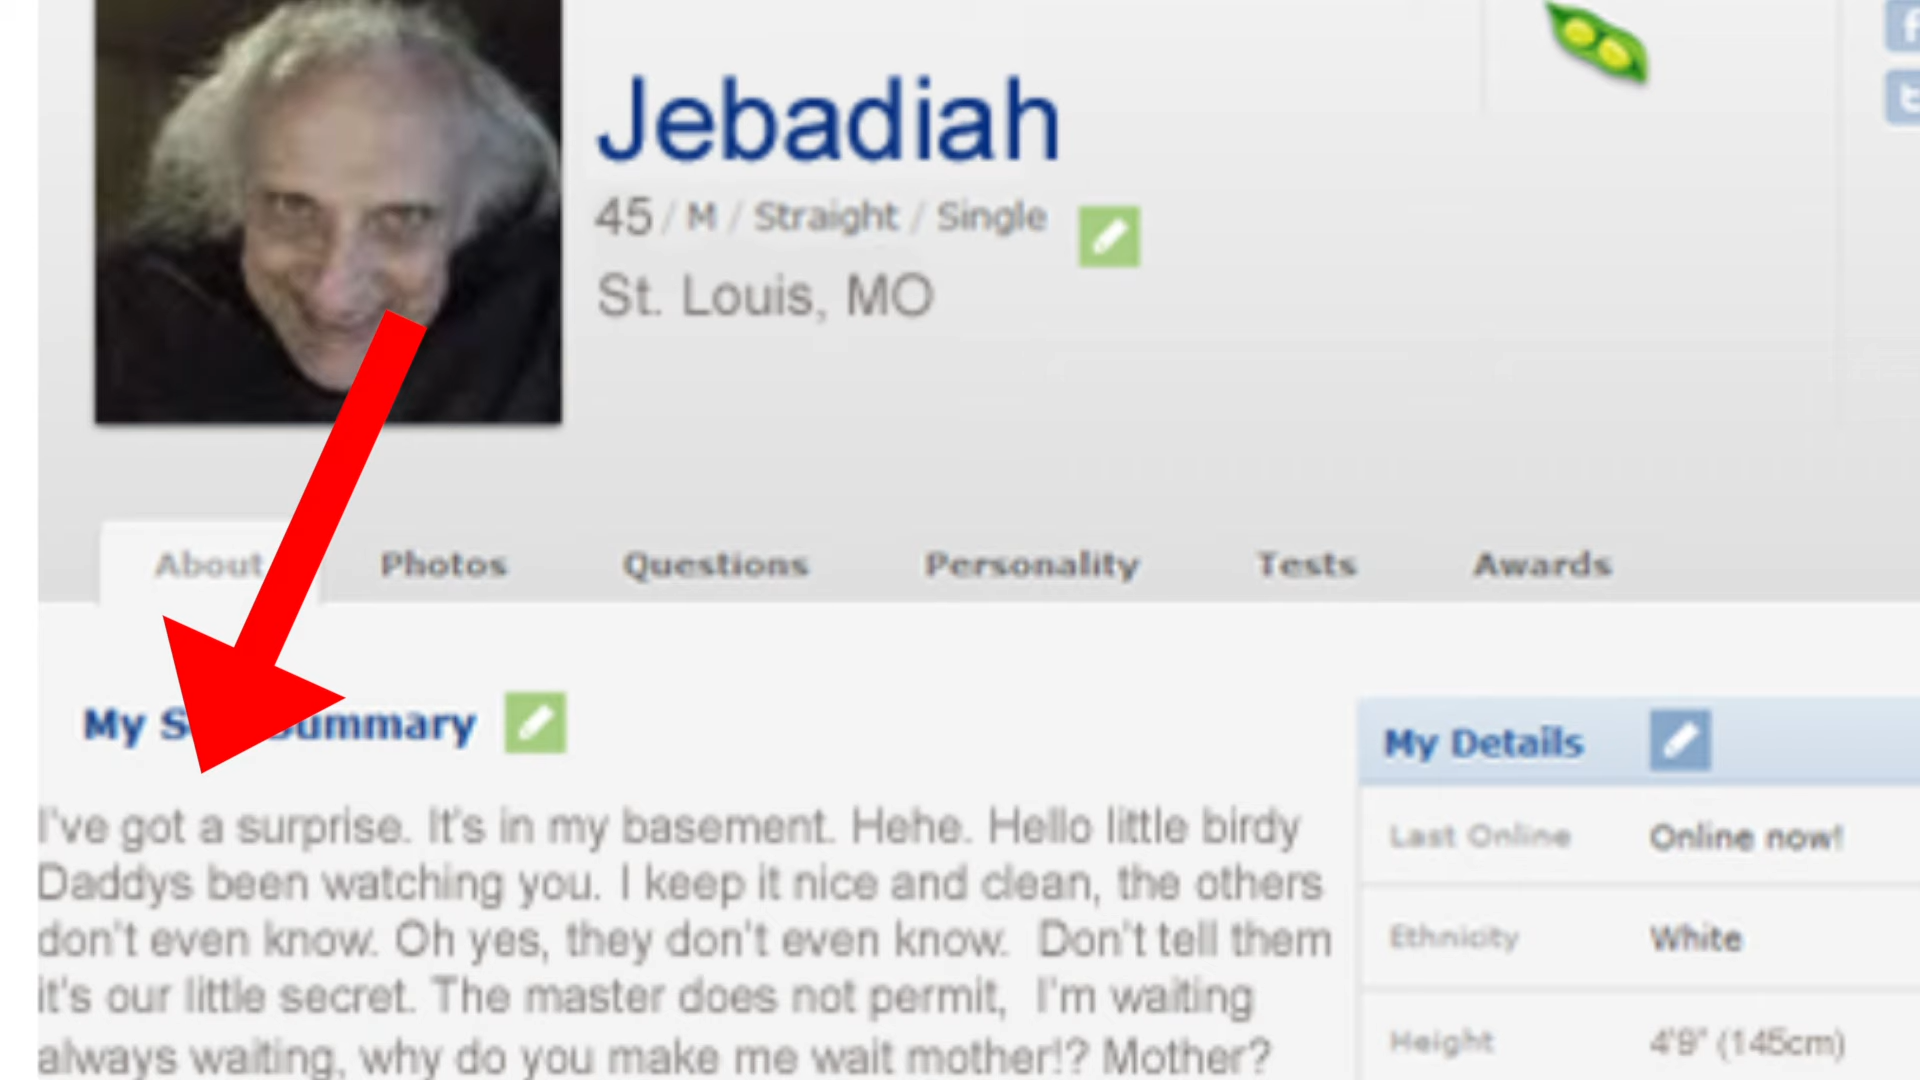 Jebadiah
45 / M / Straight / Single
St. Louis, MO
About
Photos
Questions
Personality
Tests
Awards
My Summary
I've got a surprise. It's in my basement. Hehe. Hello little birdy
Daddys been watching you. I keep it nice and clean, the others
don't even know. Oh yes, they don't even know. Don't tell them
it's our little secret. The master does not permit, I'm waiting
always waiting, why do you make me wait mother!? Mother?
My Details
Last Online Online now!
Ethnicity White
Height 4'9" (145cm)